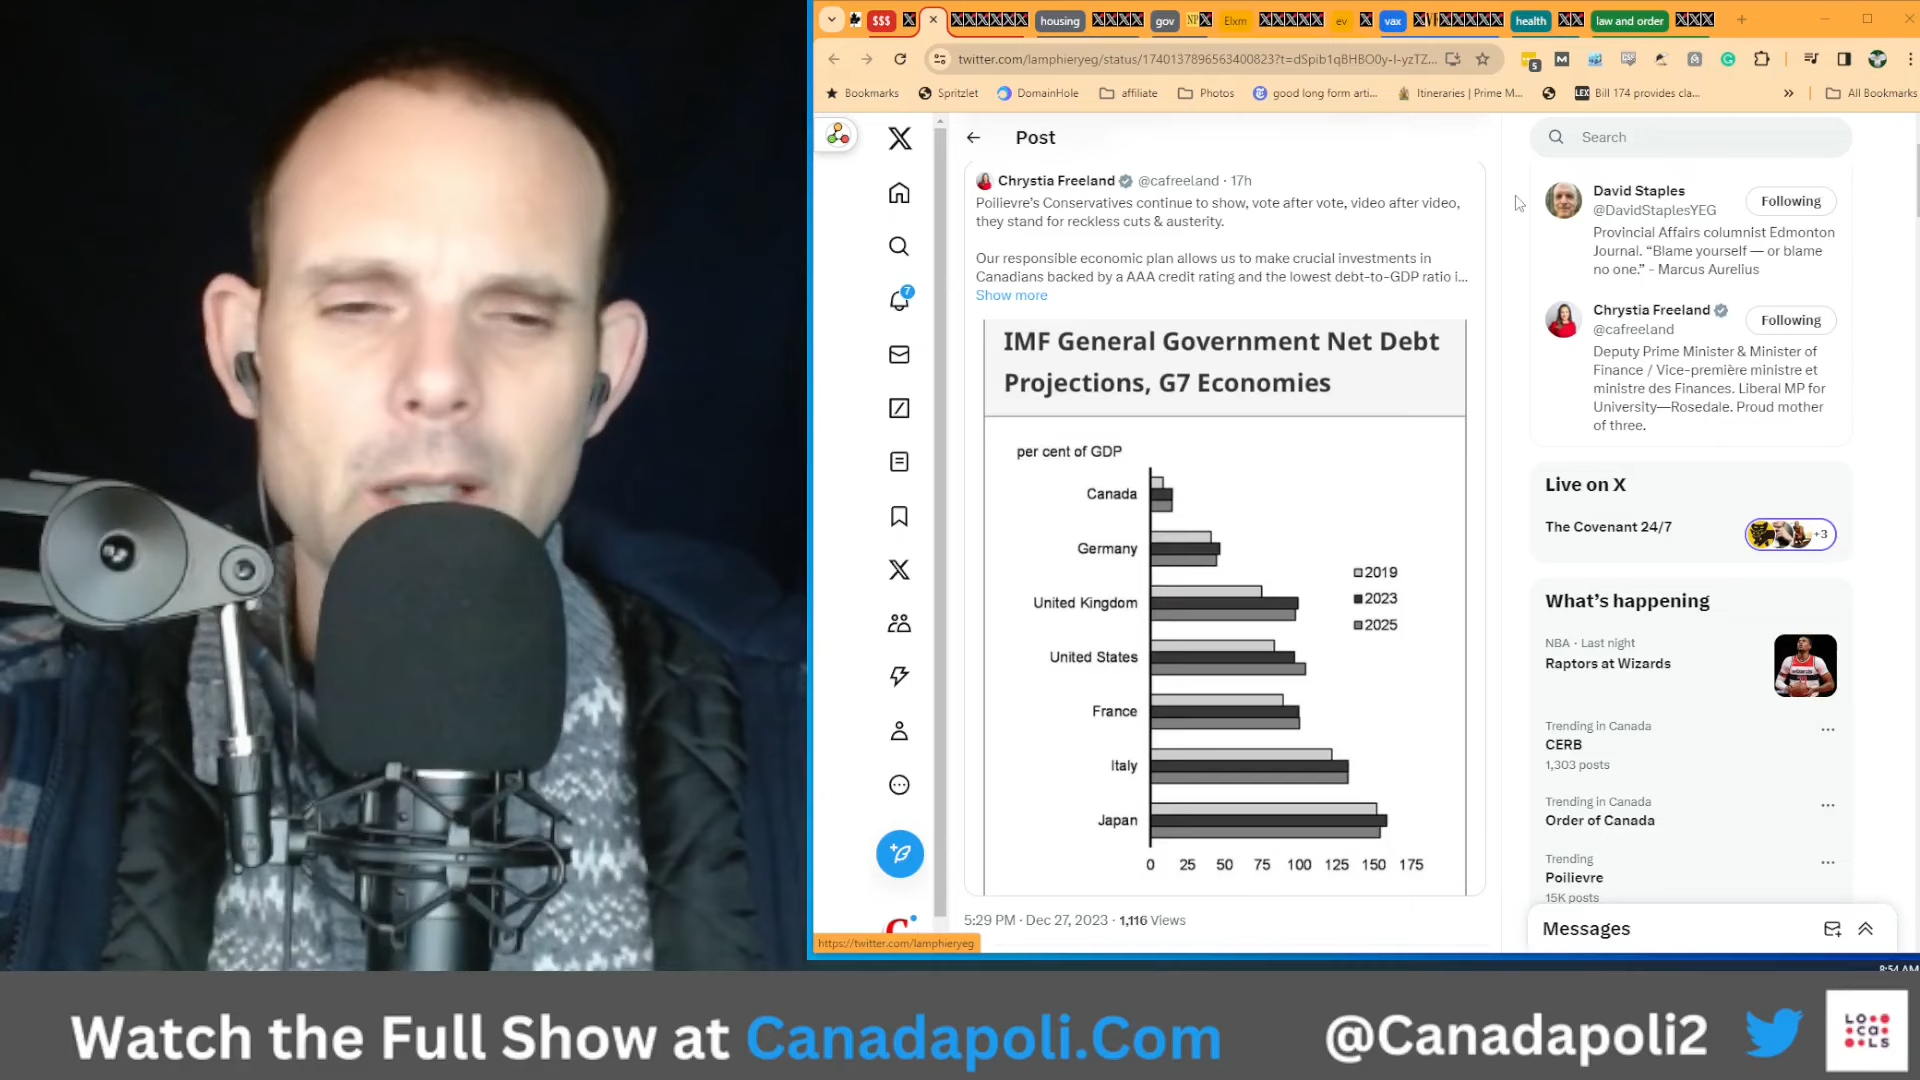 $$$
housing
gov
Elxm
ev
vax
health
law and order
twitter.com/lamphieryeg/status/1740137896563400823?t=dSpib1qBHBO0y-I-yzTZ...
Bookmarks
Spritzlet
DomainHole
affiliate
Photos
good long form arti...
Itineraries | Prime M...
LEX
Bill 174 provides cla...
»
All Bookmarks
Post
Chrystia Freeland @cafreeland · 17h
Poilievre's Conservatives continue to show, vote after vote, video after video,
they stand for reckless cuts & austerity.
Our responsible economic plan allows us to make crucial investments in
Canadians backed by a AAA credit rating and the lowest debt-to-GDP ratio i...
Show more
IMF General Government Net Debt
Projections, G7 Economies
per cent of GDP
Canada
Germany
United Kingdom
United States
France
Italy
Japan
2019
2023
2025
0 25 50 75 100 125 150 175
5:29 PM · Dec 27, 2023 · 1,116 Views
https://twitter.com/lamphieryeg
7
5
Search
David Staples
@DavidStaplesYEG
Following
Provincial Affairs columnist Edmonton
Journal. “Blame yourself — or blame
no one.” - Marcus Aurelius
Chrystia Freeland
@cafreeland
Following
Deputy Prime Minister & Minister of
Finance / Vice-première ministre et
ministre des Finances. Liberal MP for
University—Rosedale. Proud mother
of three.
Live on X
The Covenant 24/7
+3
What's happening
NBA · Last night
Raptors at Wizards
Trending in Canada
CERB
1,303 posts
Trending in Canada
Order of Canada
Trending
Poilievre
15K posts
Messages
8:54 AM
Watch the Full Show at Canadapoli.Com
@Canadapoli2
LO
ca
LS